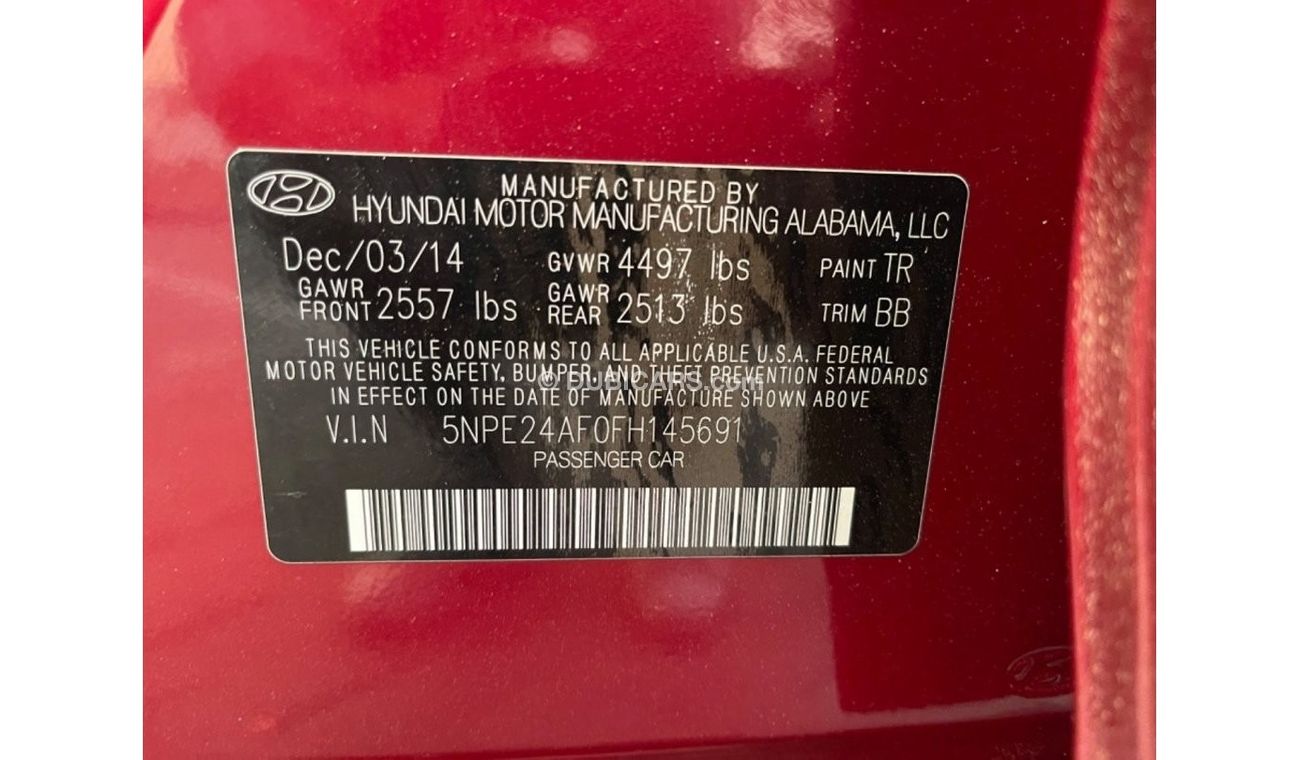 MANUFACTURED BY
HYUNDAI MOTOR MANUFACTURING ALABAMA, LLC
Dec/03/14 GVWR 4497 lbs PAINT TR
GAWR FRONT 2557 lbs GAWR REAR 2513 lbs TRIM BB
THIS VEHICLE CONFORMS TO ALL APPLICABLE U.S.A. FEDERAL
MOTOR VEHICLE SAFETY, BUMPER, AND THEFT PREVENTION STANDARDS
© DUBICARS.com
IN EFFECT ON THE DATE OF MANUFACTURE SHOWN ABOVE
V.I.N 5NPE24AF0FH145691
PASSENGER CAR